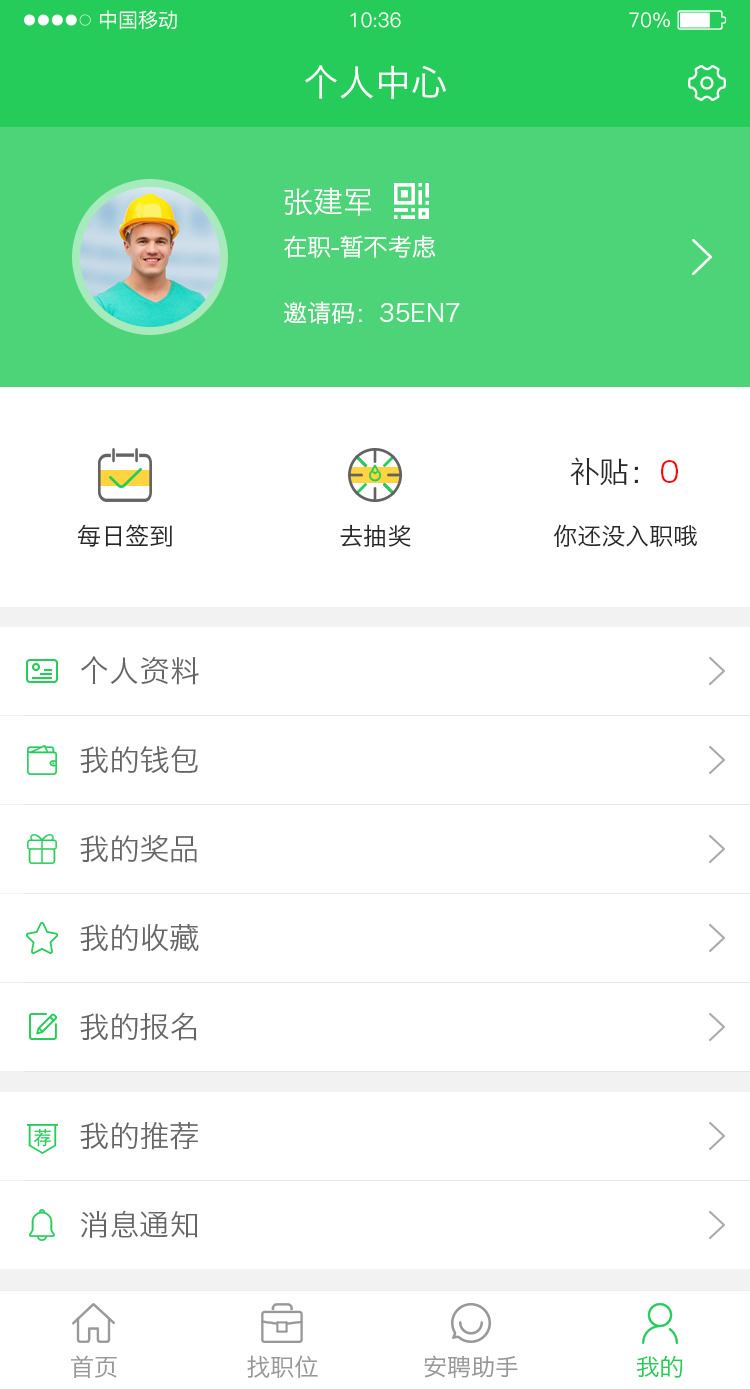 中国移动 10:36 70%
个人中心
张建军
在职-暂不考虑
邀请码：35EN7
补贴：0
每日签到 去抽奖 你还没入职哦
个人资料
我的钱包
我的奖品
我的收藏
我的报名
荐 我的推荐
消息通知
首页 找职位 安聘助手 我的